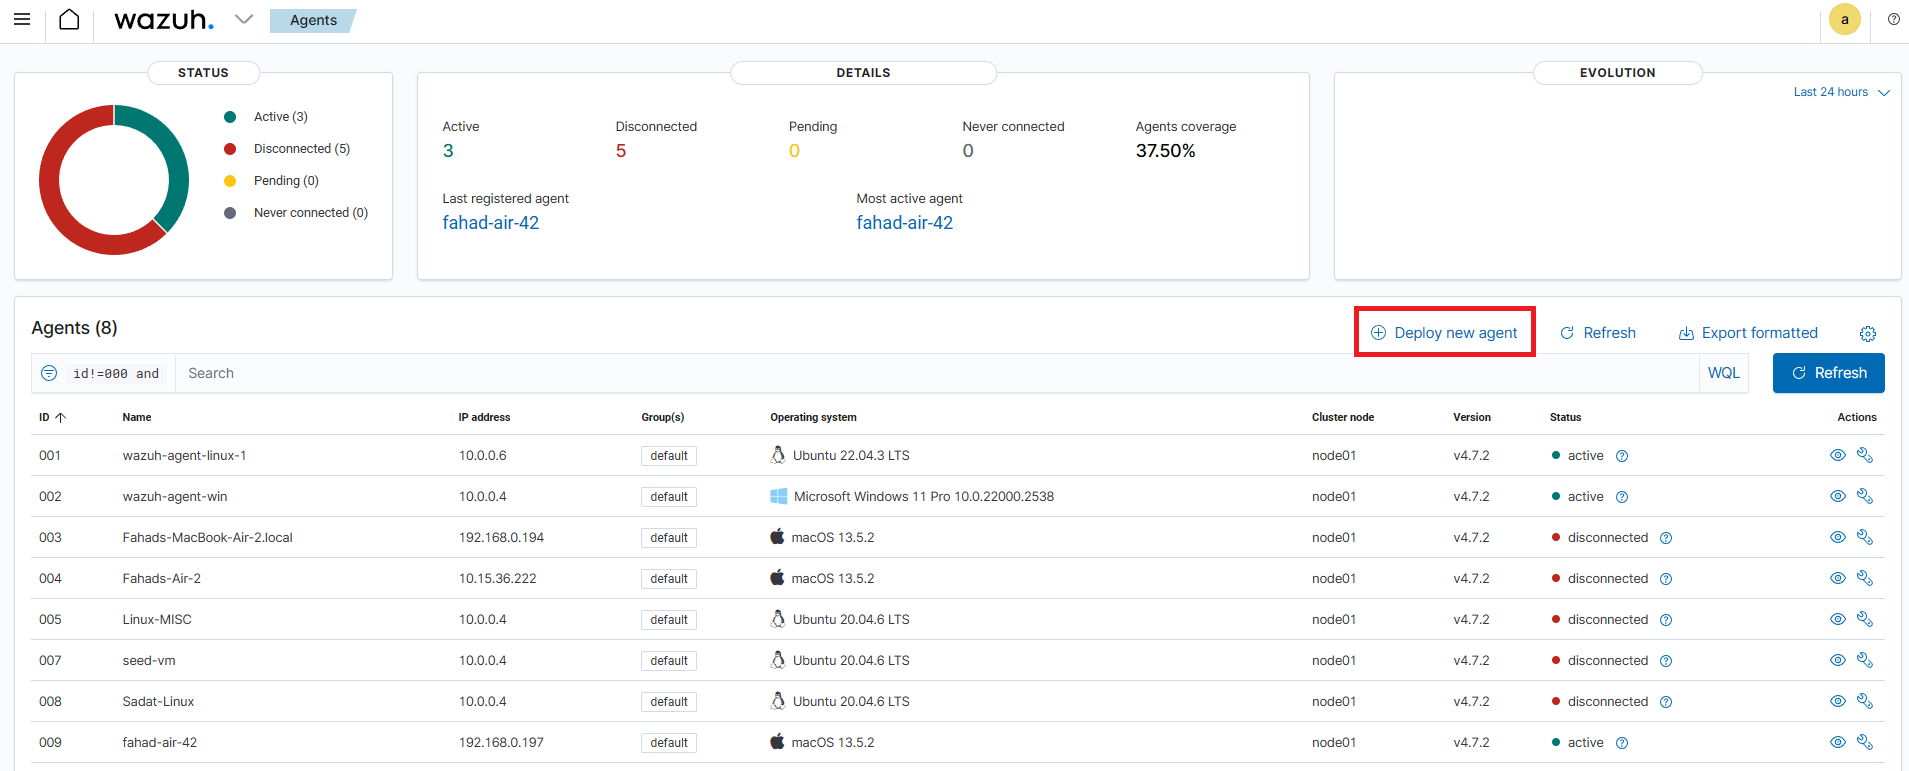 wazuh. Agents a
STATUS
Active (3)
Disconnected (5)
Pending (0)
Never connected (0)
DETAILS
Active Disconnected Pending Never connected Agents coverage
3 5 0 0 37.50%
Last registered agent Most active agent
fahad-air-42 fahad-air-42
EVOLUTION
Last 24 hours
Agents (8) Deploy new agent Refresh Export formatted
id!=000 and Search WQL Refresh
ID Name IP address Group(s) Operating system Cluster node Version Status Actions
001 wazuh-agent-linux-1 10.0.0.6 default Ubuntu 22.04.3 LTS node01 v4.7.2 active
002 wazuh-agent-win 10.0.0.4 default Microsoft Windows 11 Pro 10.0.22000.2538 node01 v4.7.2 active
003 Fahads-MacBook-Air-2.local 192.168.0.194 default macOS 13.5.2 node01 v4.7.2 disconnected
004 Fahads-Air-2 10.15.36.222 default macOS 13.5.2 node01 v4.7.2 disconnected
005 Linux-MISC 10.0.0.4 default Ubuntu 20.04.6 LTS node01 v4.7.2 disconnected
007 seed-vm 10.0.0.4 default Ubuntu 20.04.6 LTS node01 v4.7.2 disconnected
008 Sadat-Linux 10.0.0.4 default Ubuntu 20.04.6 LTS node01 v4.7.2 disconnected
009 fahad-air-42 192.168.0.197 default macOS 13.5.2 node01 v4.7.2 active